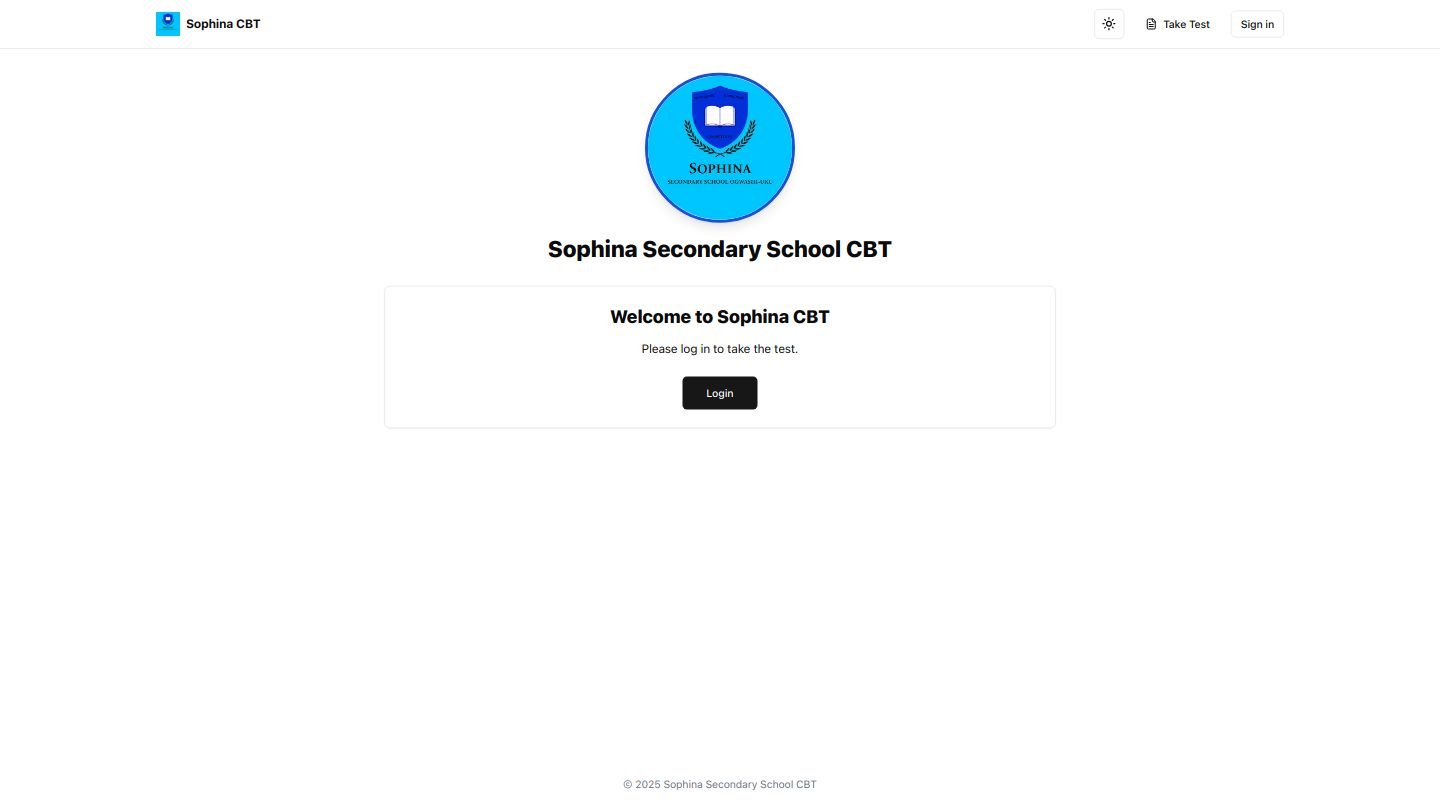 Sophina CBT
Take Test
Sign in
SOPHINA
SECONDARY SCHOOL OGWASHI-UKU
Sophina Secondary School CBT
Welcome to Sophina CBT
Please log in to take the test.
Login
© 2025 Sophina Secondary School CBT